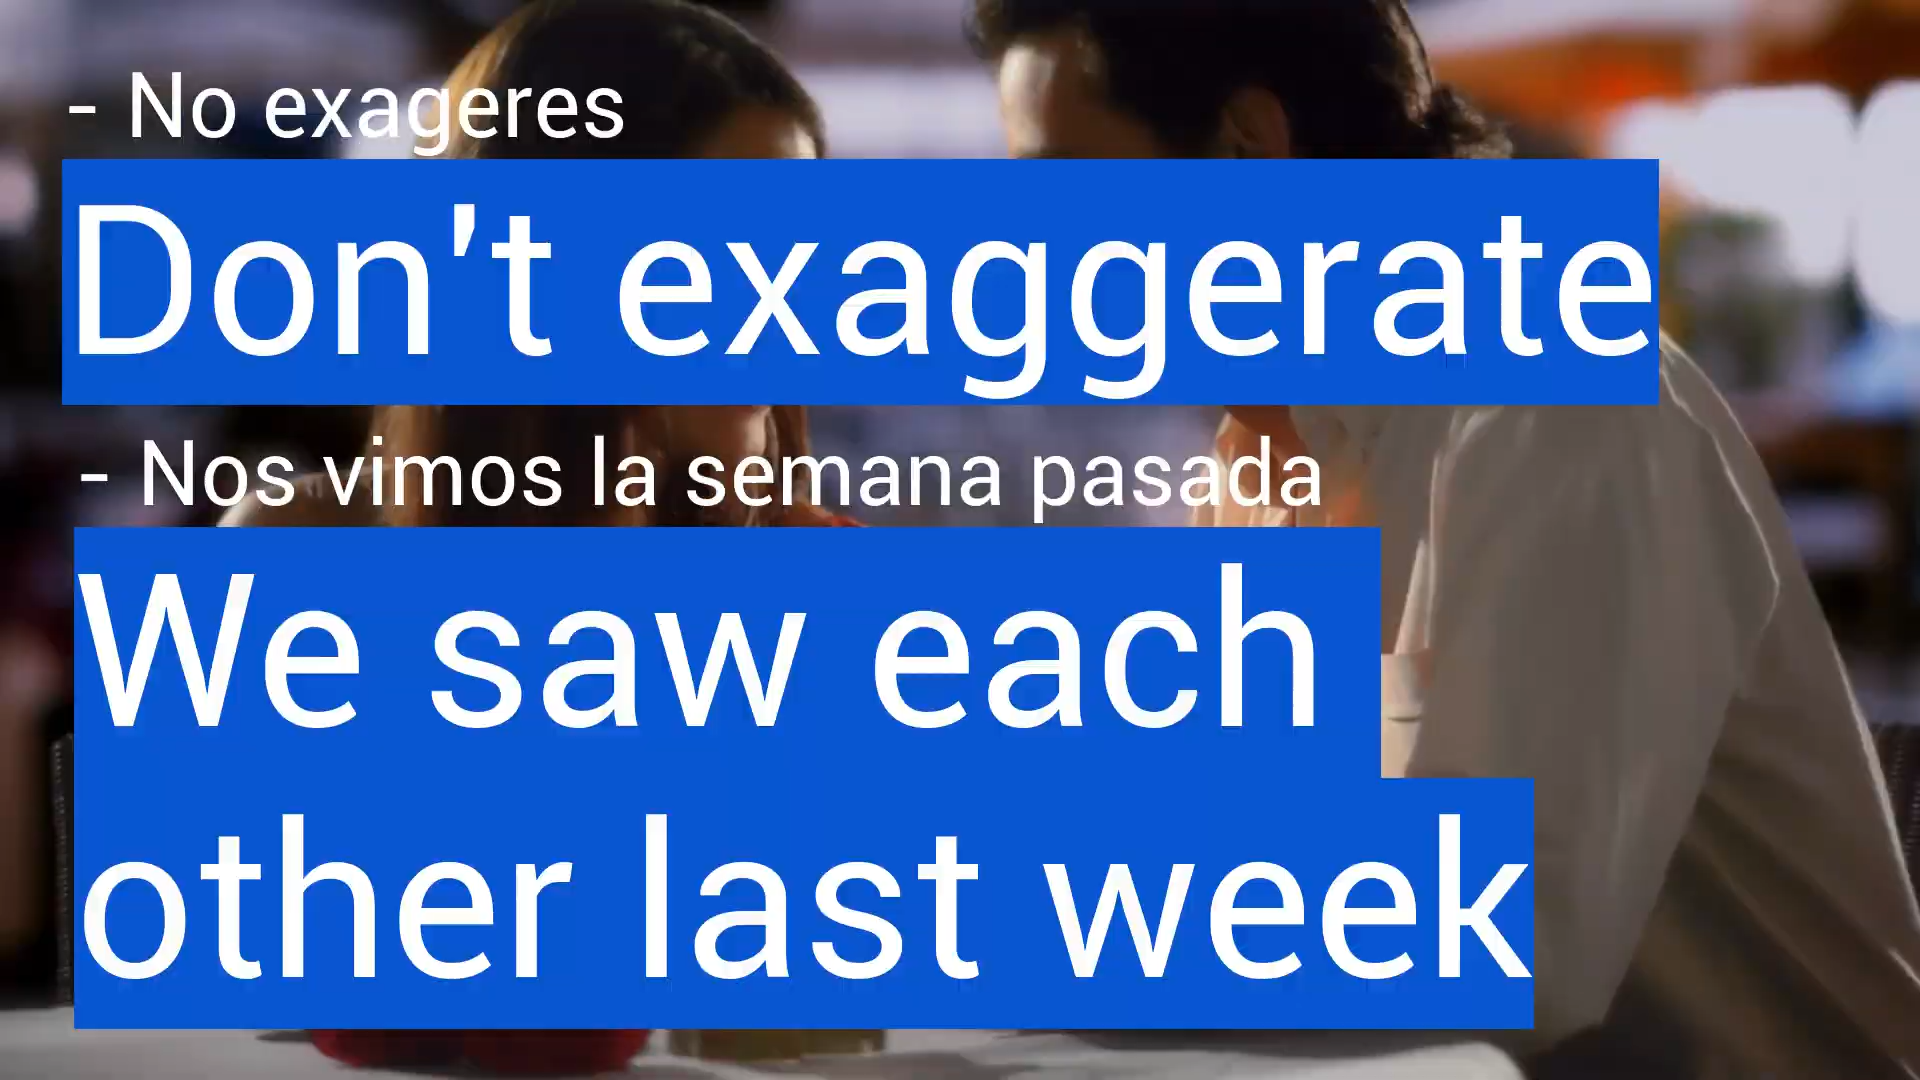 - No exageres
Don't exaggerate
- Nos vimos la semana pasada
We saw each
other last week